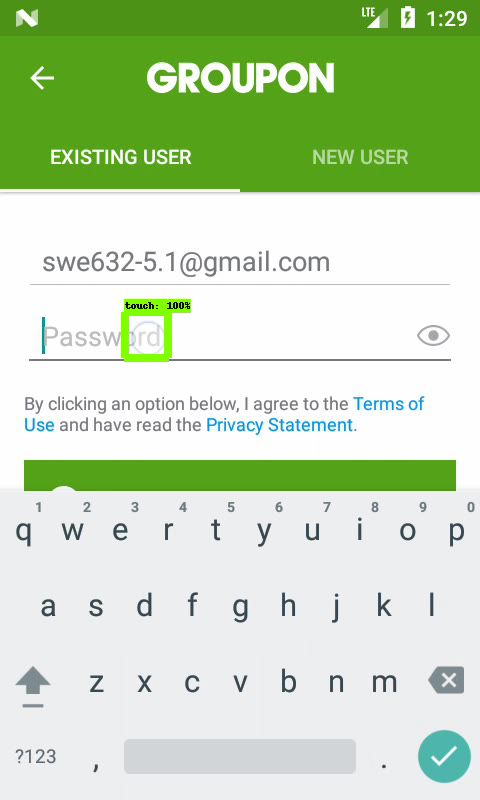 LTE 1:29
GROUPON
EXISTING USER NEW USER
swe632-5.1@gmail.com
touch: 100%
Password
By clicking an option below, I agree to the Terms of
Use and have read the Privacy Statement.
1 2 3 4 5 6 7 8 9 0
q w e r t y u i o p
a s d f g h j k l
z x c v b n m
?123 , .